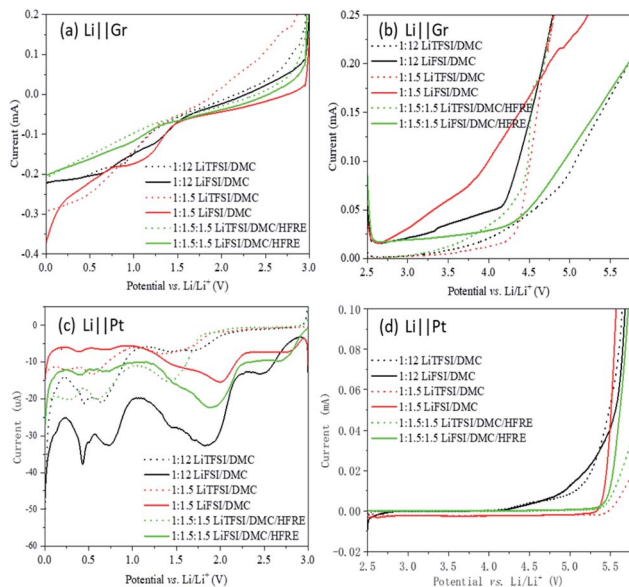 (a) Li||Gr
0.2
0.1
0.0
-0.1
-0.2
-0.3
-0.4
Current (mA)
1:12 LiTFSI/DMC
1:12 LiFSI/DMC
1:1.5 LiTFSI/DMC
1:1.5 LiFSI/DMC
1:1.5:1.5 LiTFSI/DMC/HFRE
1:1.5:1.5 LiFSI/DMC/HFRE
0.0 0.5 1.0 1.5 2.0 2.5 3.0
Potential vs. Li/Li+ (V)
(b) Li||Gr
0.25
0.20
0.15
0.10
0.05
0.00
Current (mA)
1:12 LiTFSI/DMC
1:12 LiFSI/DMC
1:1.5 LiTFSI/DMC
1:1.5 LiFSI/DMC
1:1.5:1.5 LiTFSI/DMC/HFRE
1:1.5:1.5 LiFSI/DMC/HFRE
2.5 3.0 3.5 4.0 4.5 5.0 5.5
Potential vs. Li/Li+ (V)
(c) Li||Pt
0
-10
-20
-30
-40
-50
-60
Current (uA)
1:12 LiTFSI/DMC
1:12 LiFSI/DMC
1:1.5 LiTFSI/DMC
1:1.5 LiFSI/DMC
1:1.5:1.5 LiTFSI/DMC/HFRE
1:1.5:1.5 LiFSI/DMC/HFRE
0.0 0.5 1.0 1.5 2.0 2.5 3.0
Potential vs. Li/Li+ (V)
(d) Li||Pt
0.10
0.08
0.06
0.04
0.02
0.00
-0.02
Current (mA)
1:12 LiTFSI/DMC
1:12 LiFSI/DMC
1:1.5 LiTFSI/DMC
1:1.5 LiFSI/DMC
1:1.5:1.5 LiTFSI/DMC/HFRE
1:1.5:1.5 LiFSI/DMC/HFRE
2.5 3.0 3.5 4.0 4.5 5.0 5.5
Potential vs. Li/Li+ (V)